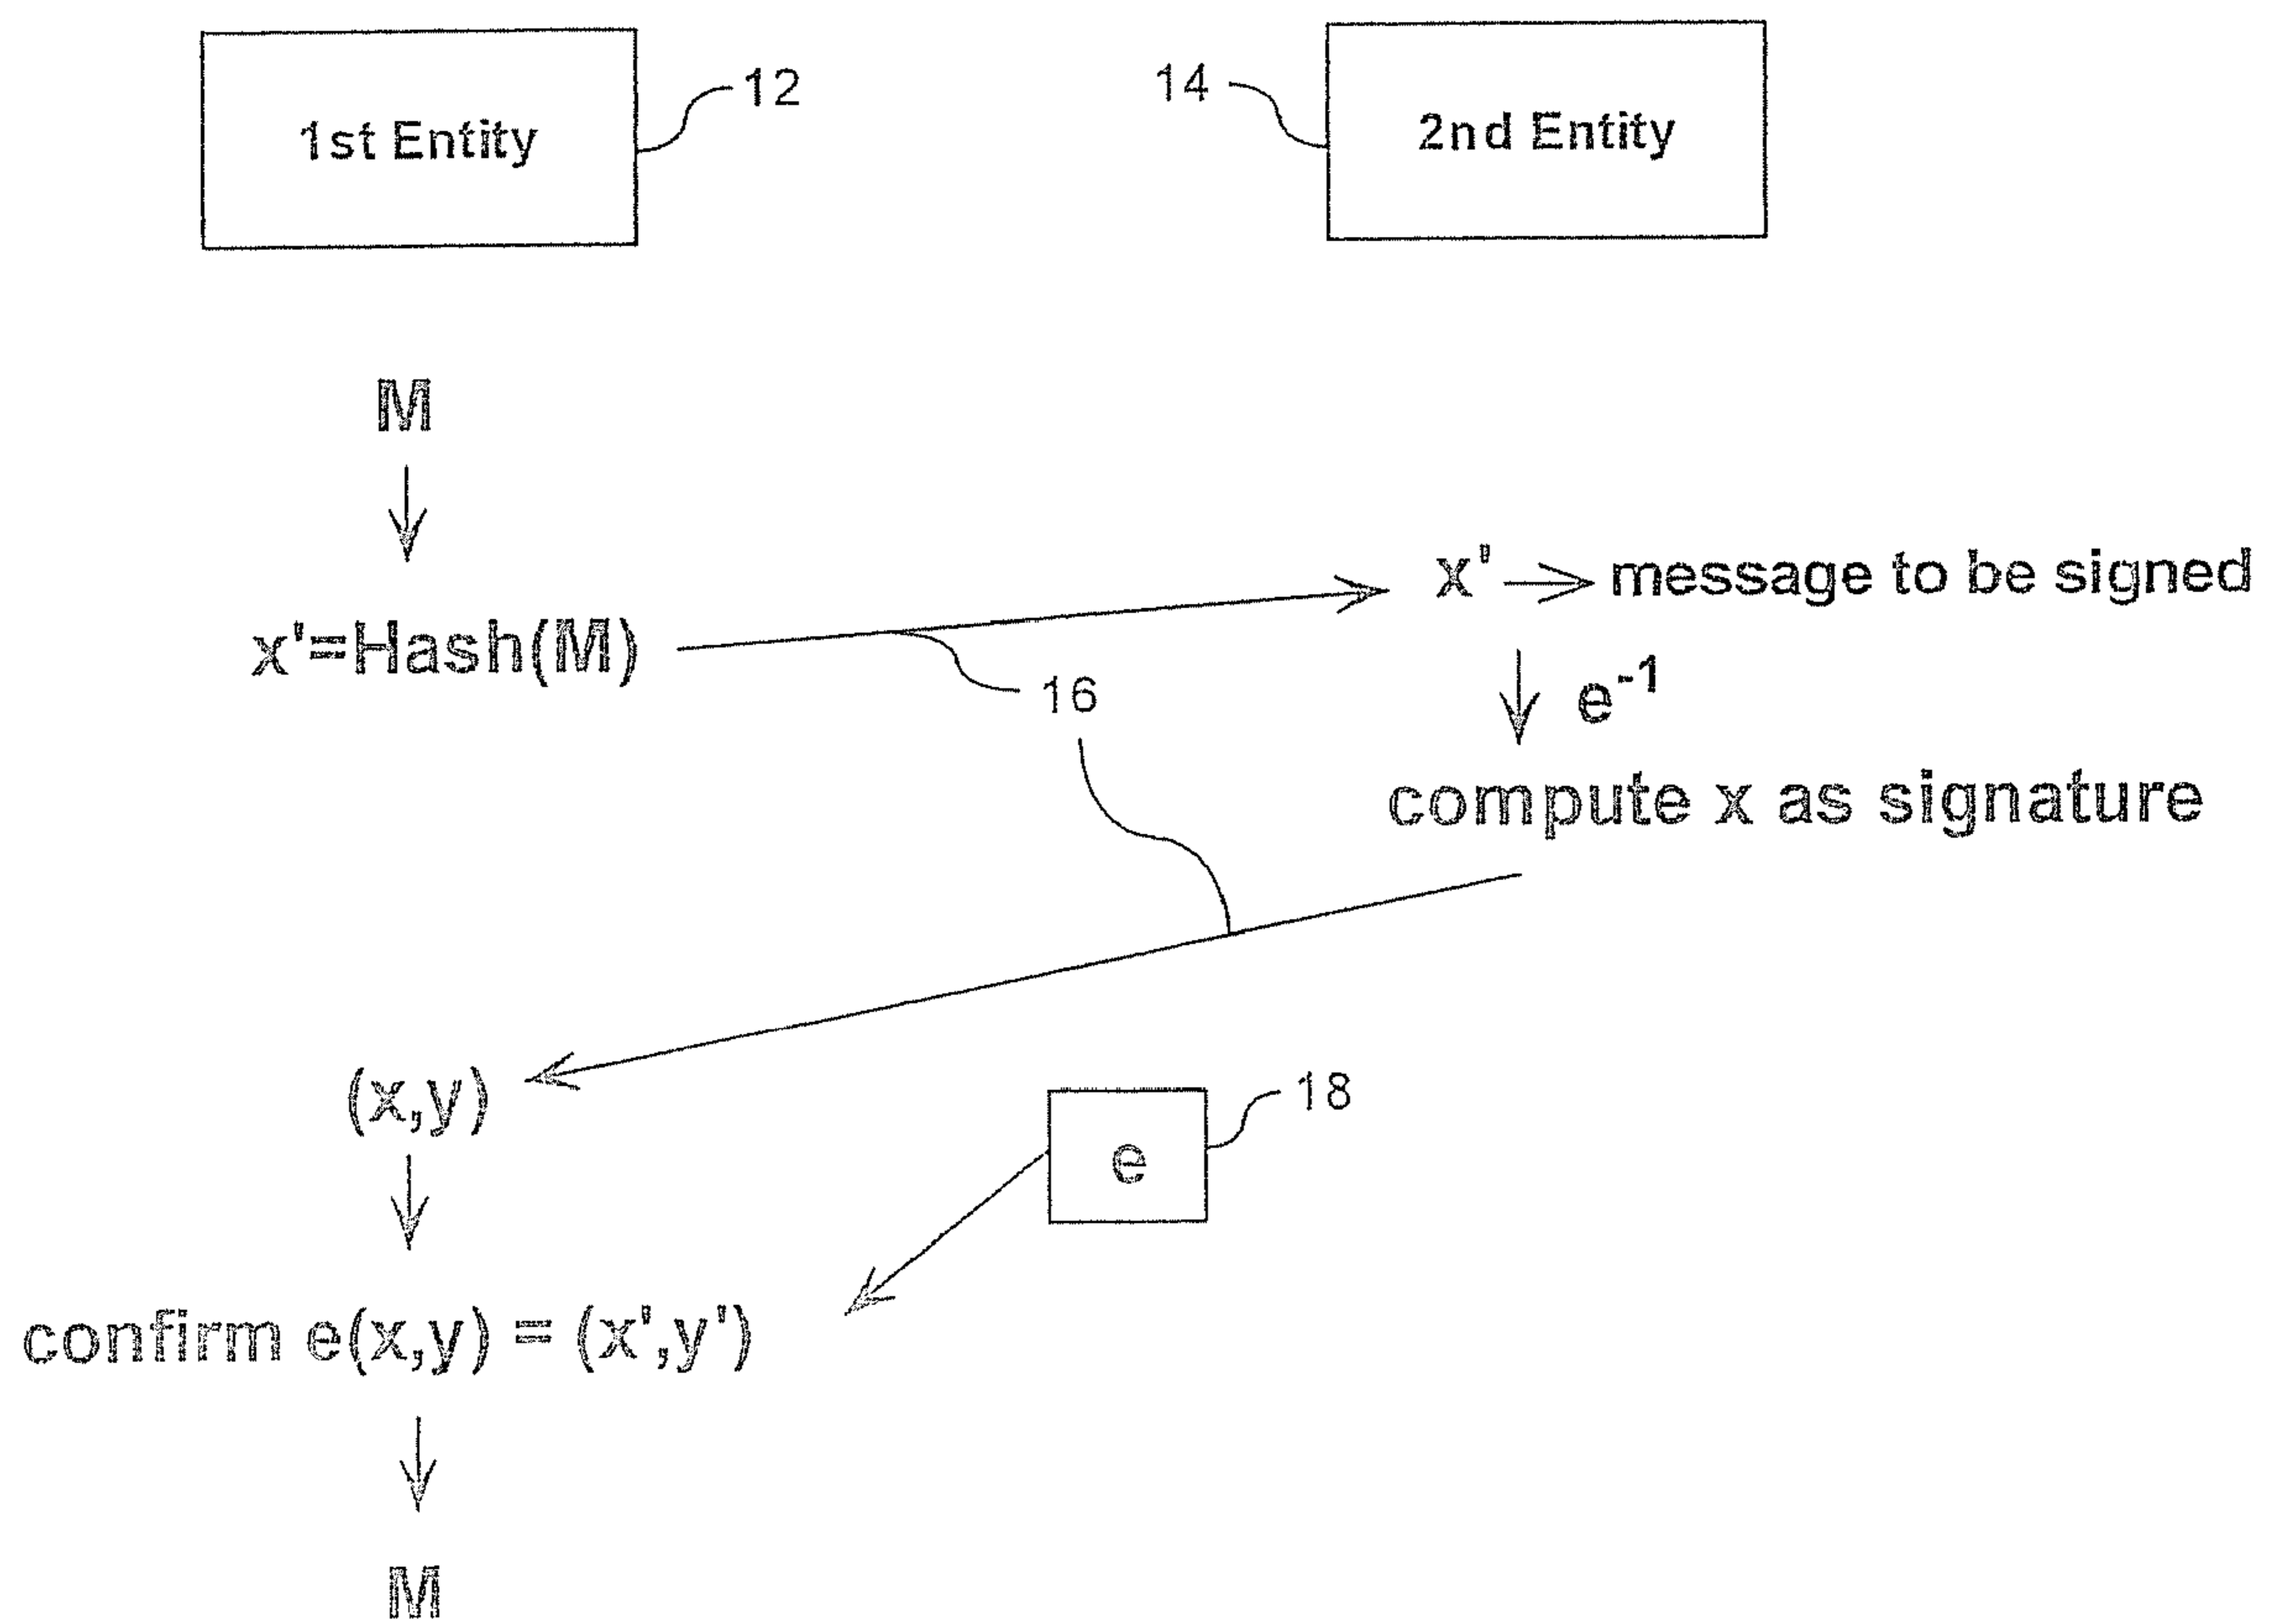 1st Entity
12
14
2nd Entity
M
x'=Hash(M)
x' → message to be signed
16
e⁻¹
compute x as signature
(x,y)
e
18
confirm e(x,y) = (x',y')
M